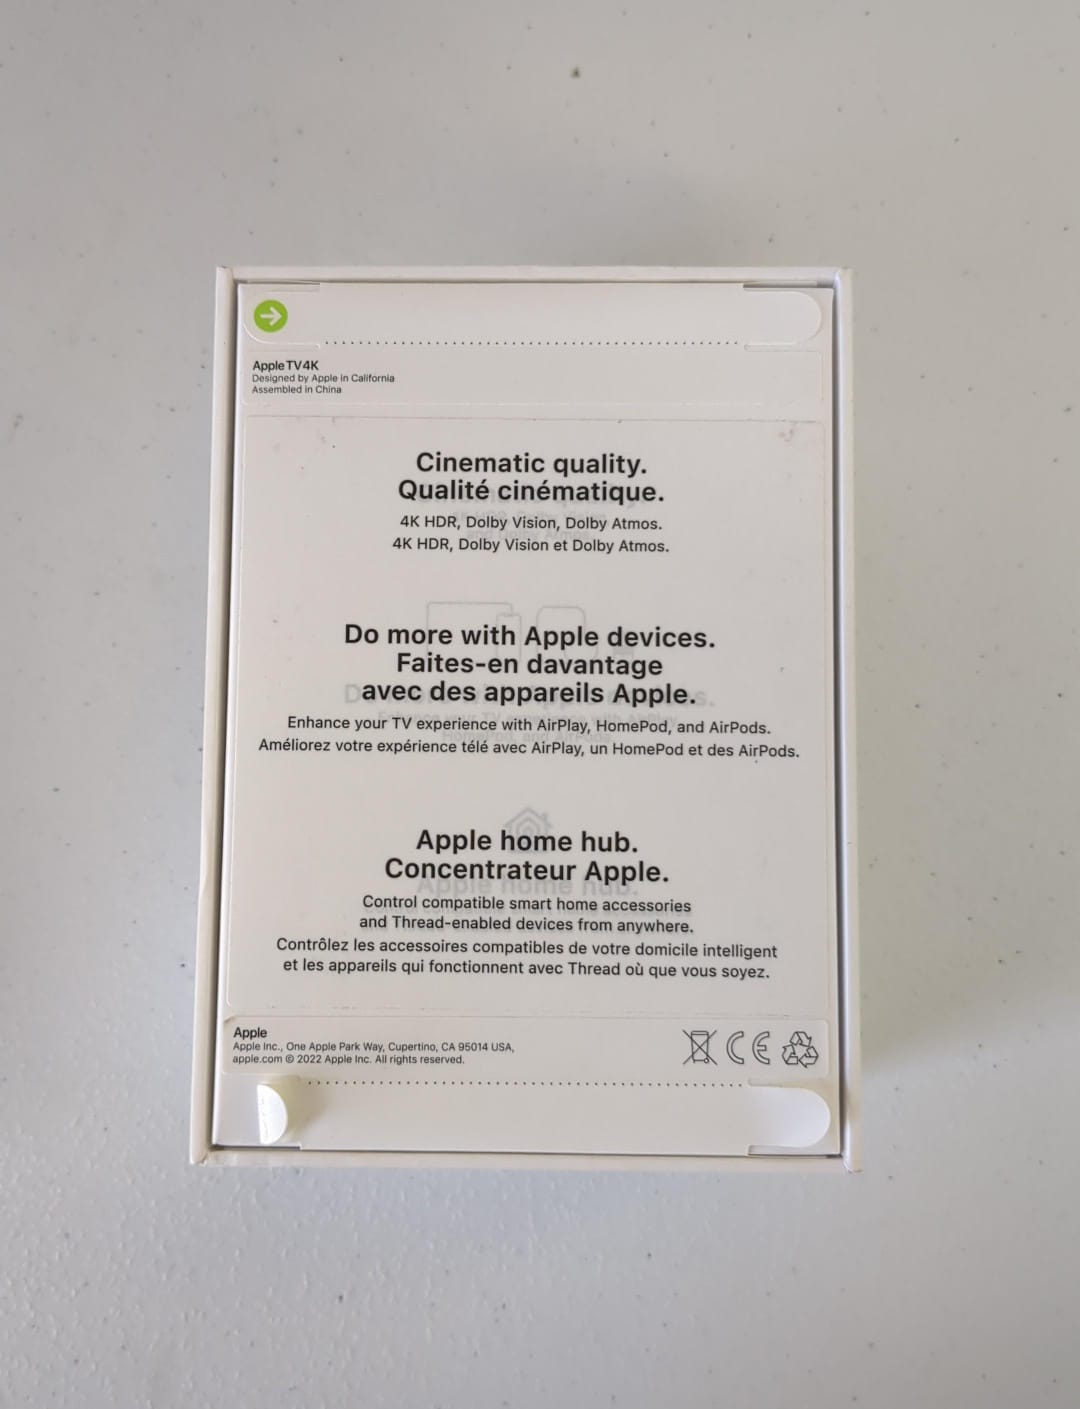 Apple TV 4K
Designed by Apple in California
Assembled in China
Cinematic quality.
Qualité cinématique.
4K HDR, Dolby Vision, Dolby Atmos.
4K HDR, Dolby Vision et Dolby Atmos.
Do more with Apple devices.
Faites-en davantage
avec des appareils Apple.
Enhance your TV experience with AirPlay, HomePod, and AirPods.
Améliorez votre expérience télé avec AirPlay, un HomePod et des AirPods.
Apple home hub.
Concentrateur Apple.
Control compatible smart home accessories
and Thread-enabled devices from anywhere.
Contrôlez les accessoires compatibles de votre domicile intelligent
et les appareils qui fonctionnent avec Thread où que vous soyez.
Apple
Apple Inc., One Apple Park Way, Cupertino, CA 95014 USA,
apple.com © 2022 Apple Inc. All rights reserved.
CE